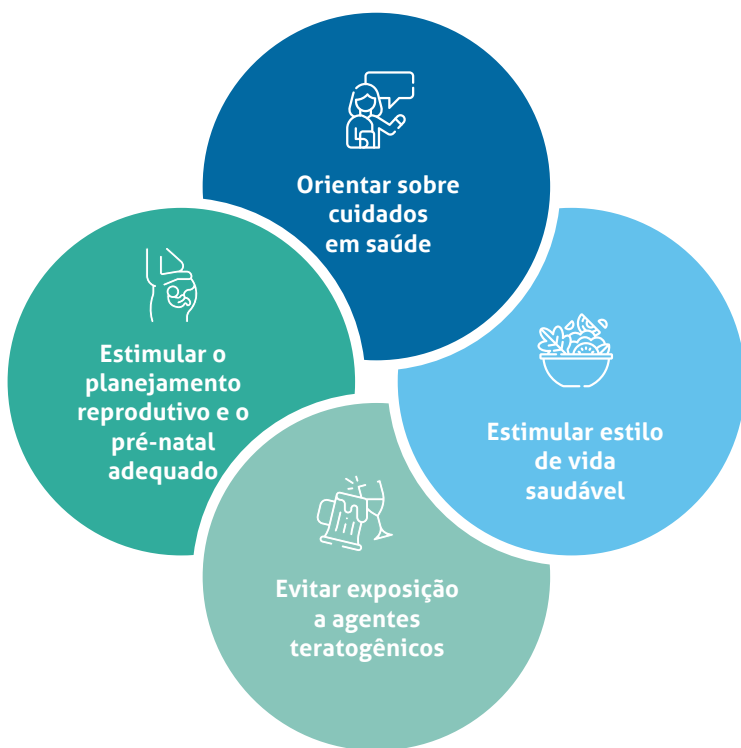 Orientar sobre
cuidados
em saúde
Estimular o
planejamento
reprodutivo e o
pré-natal
adequado
Estimular estilo
de vida
saudável
Evitar exposição
a agentes
teratogênicos